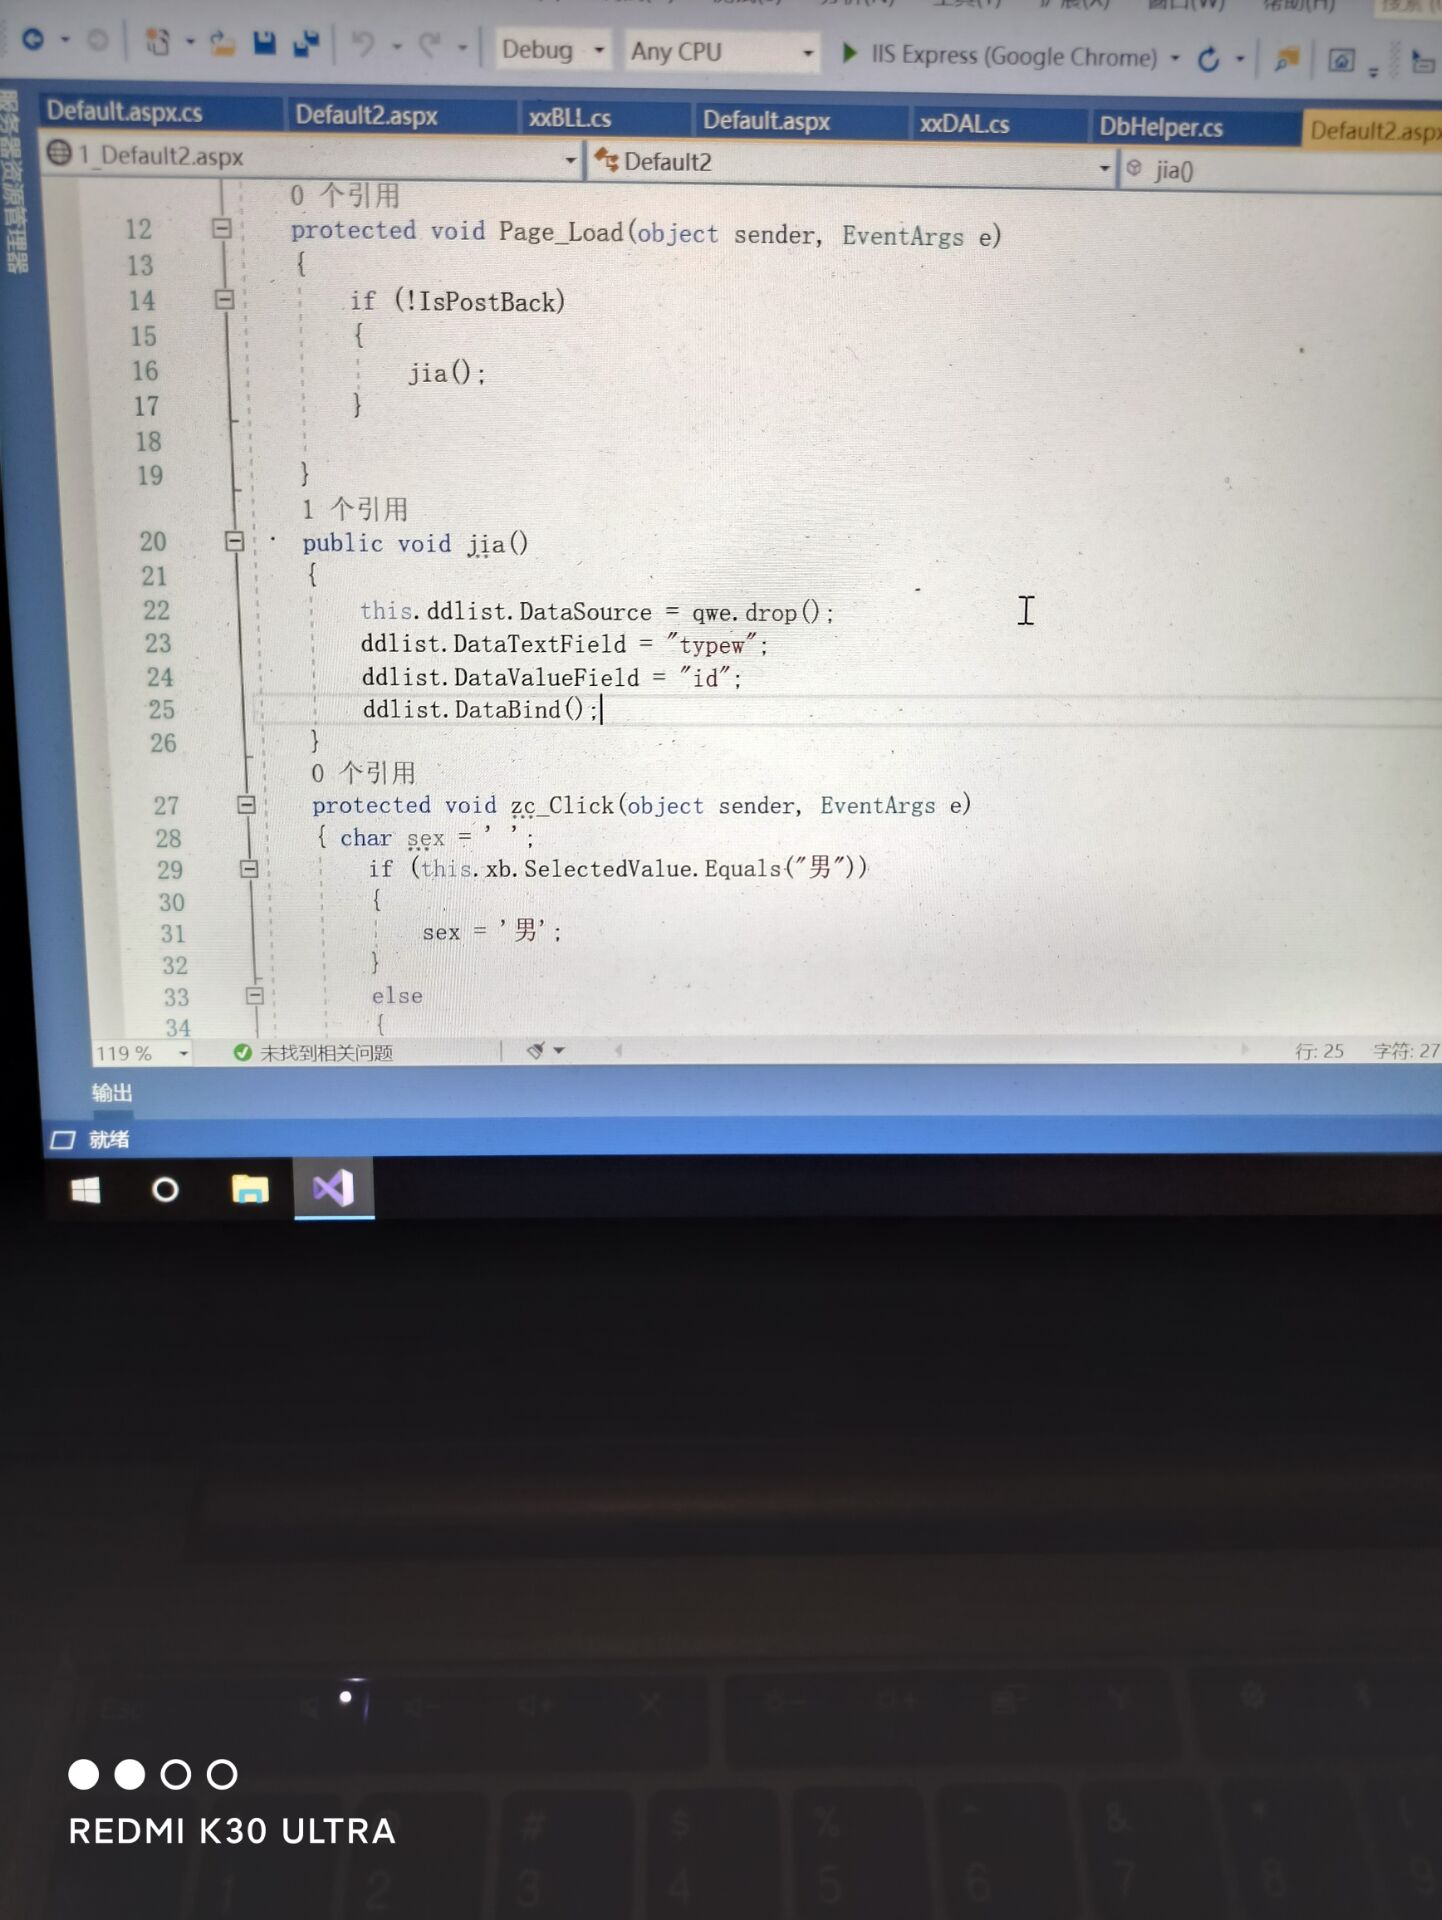 Debug
Any CPU
IIS Express (Google Chrome)
Default.aspx.cs
Default2.aspx
xxBLL.cs
Default.aspx
xxDAL.cs
DbHelper.cs
Default2.aspx
服务器资源管理器
1_Default2.aspx
Default2
jia()
0 个引用
12 protected void Page_Load(object sender, EventArgs e)
13 {
14 if (!IsPostBack)
15 {
16 jia();
17 }
18
19 }
1 个引用
20 public void jia()
21 {
22 this.ddlist.DataSource = qwe.drop();
23 ddlist.DataTextField = "typew";
24 ddlist.DataValueField = "id";
25 ddlist.DataBind();
26 }
0 个引用
27 protected void zc_Click(object sender, EventArgs e)
28 { char sex = ' ';
29 if (this.xb.SelectedValue.Equals("男"))
30 {
31 sex = '男';
32 }
33 else
34 {
119 %
未找到相关问题
行: 25
字符: 27
输出
就绪
REDMI K30 ULTRA